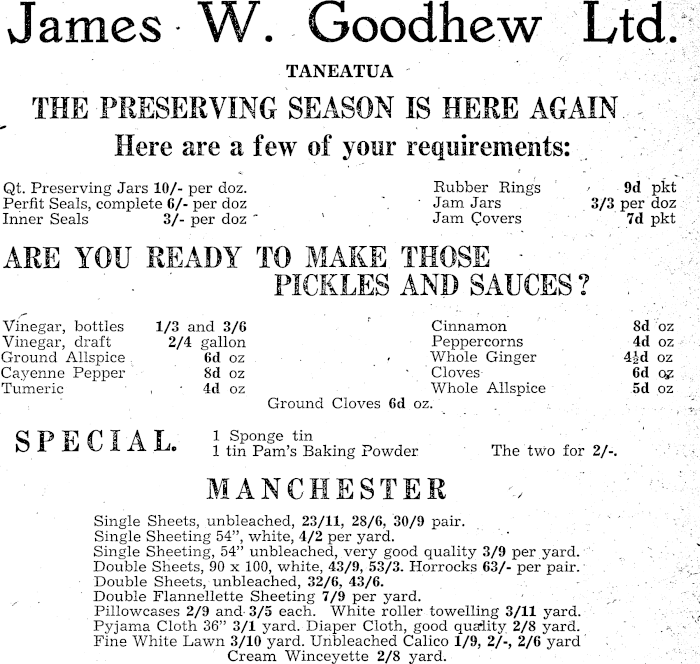 James W. Goodhew Ltd.
TANEATUA
THE PRESERVING SEASON IS HERE AGAIN
Here are a few of your requirements:
Qt. Preserving Jars 10/- per doz.
Perfit Seals, complete 6/- per doz
Inner Seals 3/- per doz
Rubber Rings 9d pkt
Jam Jars 3/3 per doz
Jam Covers 7d pkt
ARE YOU READY TO MAKE THOSE
PICKLES AND SAUCES?
Vinegar, bottles 1/3 and 3/6
Vinegar, draft 2/4 gallon
Ground Allspice 6d oz
Cayenne Pepper 8d oz
Tumeric 4d oz
Cinnamon 8d oz
Peppercorns 4d oz
Whole Ginger 4½d oz
Cloves 6d oz
Whole Allspice 5d oz
Ground Cloves 6d oz.
SPECIAL.
1 Sponge tin
1 tin Pam's Baking Powder The two for 2/-.
MANCHESTER
Single Sheets, unbleached, 23/11, 28/6, 30/9 pair.
Single Sheeting 54", white, 4/2 per yard.
Single Sheeting, 54" unbleached, very good quality 3/9 per yard.
Double Sheets, 90 x 100, white, 43/9, 53/3. Horrocks 63/- per pair.
Double Sheets, unbleached, 32/6, 43/6.
Double Flannellette Sheeting 7/9 per yard.
Pillowcases 2/9 and 3/5 each. White roller towelling 3/11 yard.
Pyjama Cloth 36" 3/1 yard. Diaper Cloth, good quality 2/8 yard.
Fine White Lawn 3/10 yard. Unbleached Calico 1/9, 2/-, 2/6 yard
Cream Winceyette 2/8 yard.